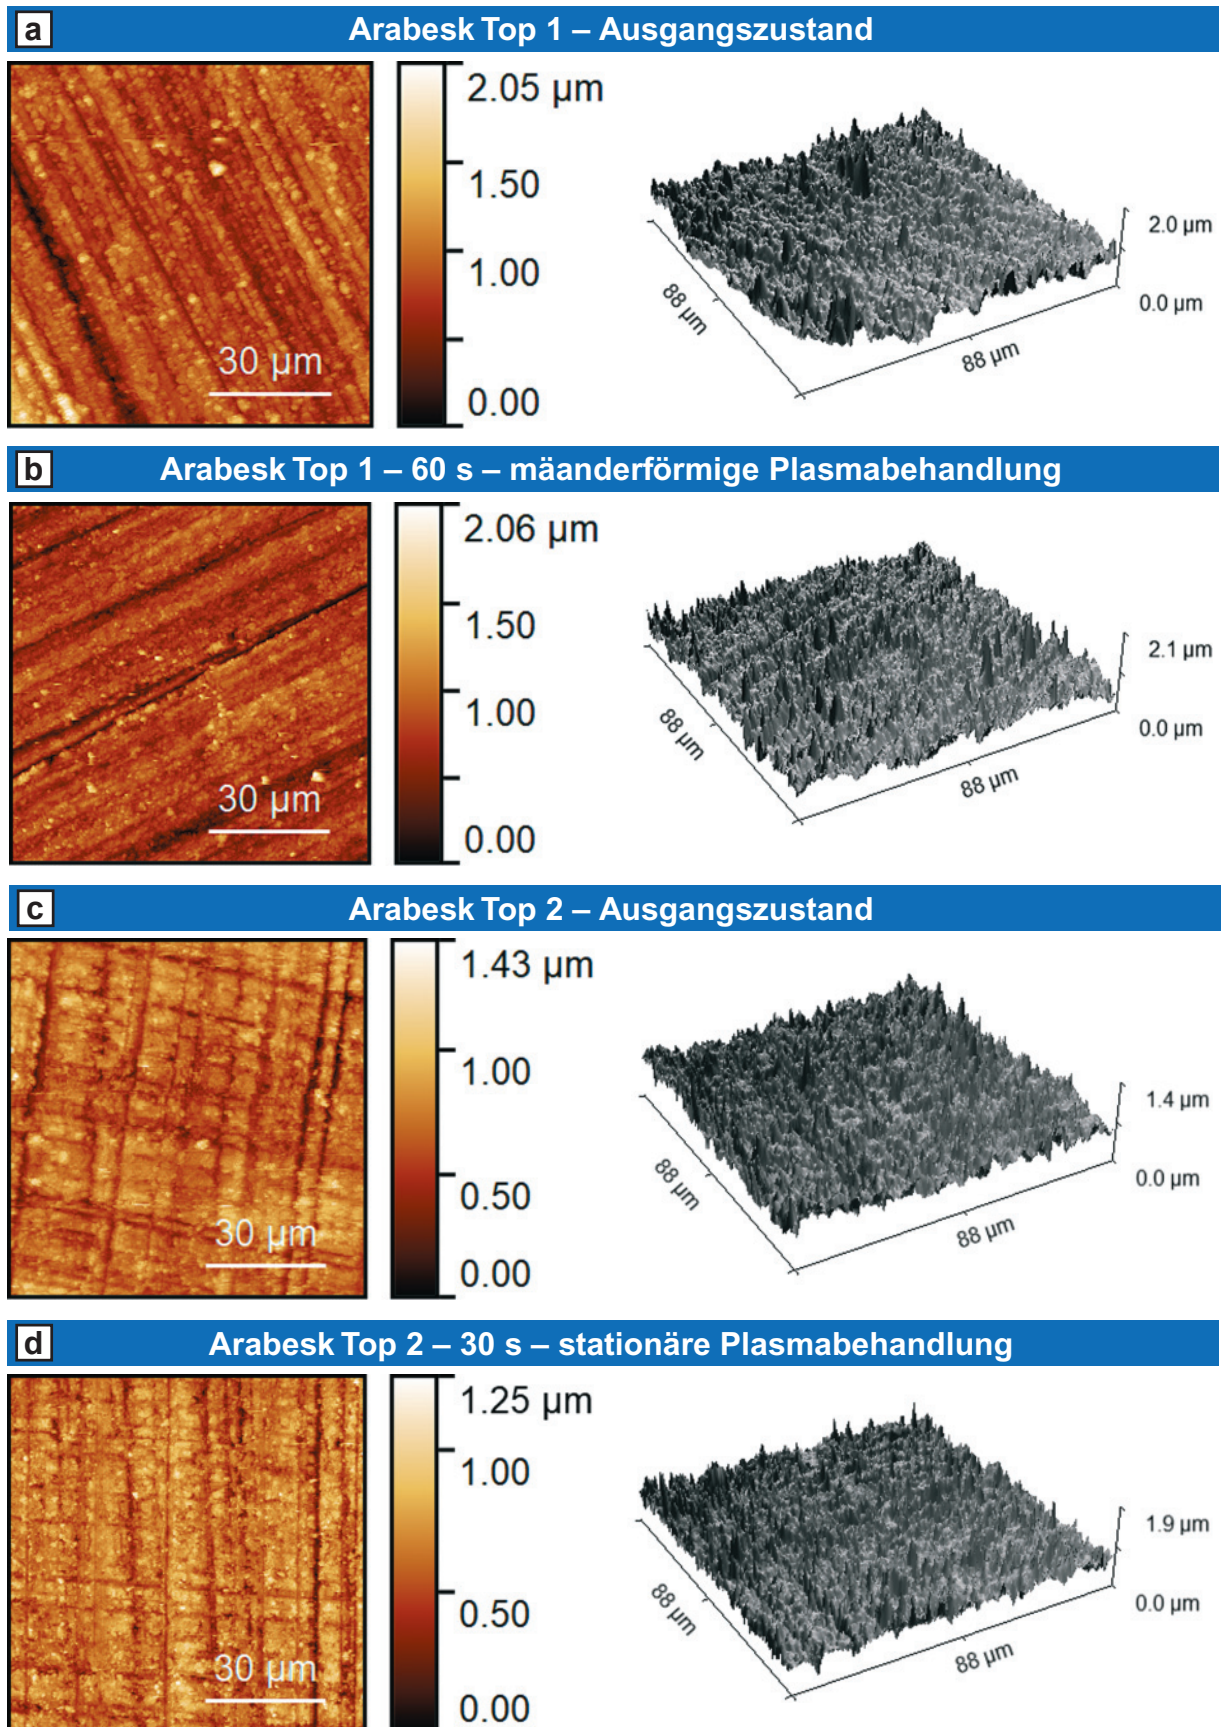 a
Arabesk Top 1 – Ausgangszustand
2.05 µm
1.50
1.00
0.00
30 µm
88 µm
88 µm
2.0 µm
0.0 µm
b
Arabesk Top 1 – 60 s – mäanderförmige Plasmabehandlung
2.06 µm
1.50
1.00
0.00
30 µm
88 µm
88 µm
2.1 µm
0.0 µm
c
Arabesk Top 2 – Ausgangszustand
1.43 µm
1.00
0.50
0.00
30 µm
88 µm
88 µm
1.4 µm
0.0 µm
d
Arabesk Top 2 – 30 s – stationäre Plasmabehandlung
1.25 µm
1.00
0.50
0.00
30 µm
88 µm
88 µm
1.9 µm
0.0 µm